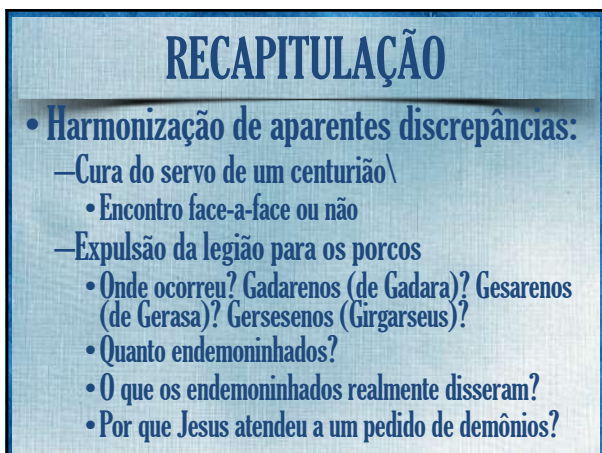 RECAPITULAÇÃO
• Harmonização de aparentes discrepâncias:
–Cura do servo de um centurião\
• Encontro face-a-face ou não
–Expulsão da legião para os porcos
• Onde ocorreu? Gadarenos (de Gadara)? Gesarenos
(de Gerasa)? Gersesenos (Girgarseus)?
• Quanto endemoninhados?
• O que os endemoninhados realmente disseram?
• Por que Jesus atendeu a um pedido de demônios?